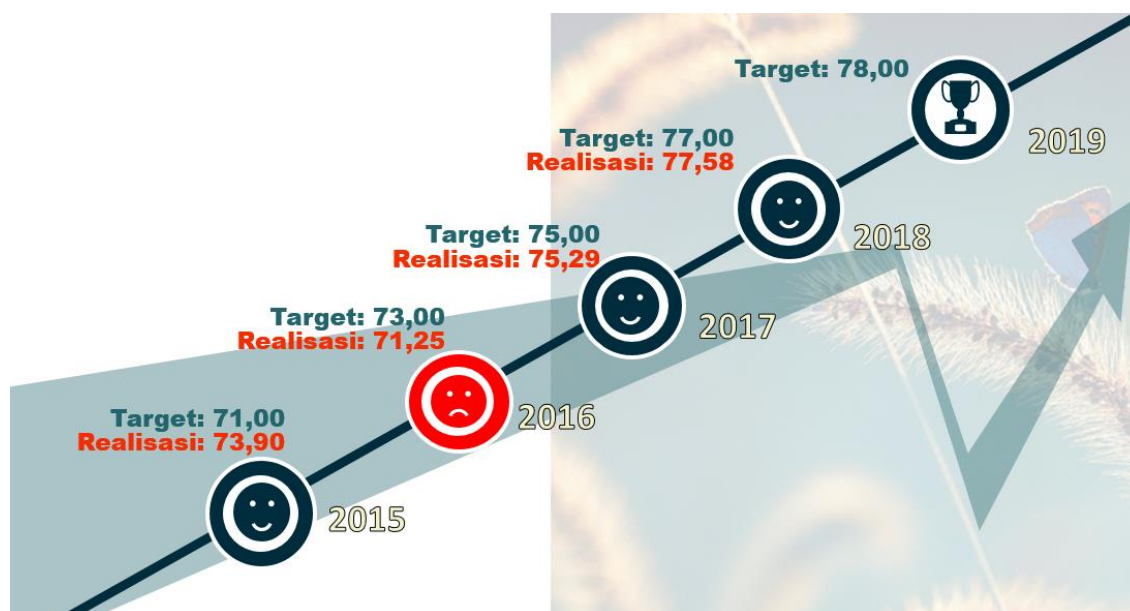 Target: 78,00
2019
Target: 77,00
Realisasi: 77,58
2018
Target: 75,00
Realisasi: 75,29
2017
Target: 73,00
Realisasi: 71,25
2016
Target: 71,00
Realisasi: 73,90
2015